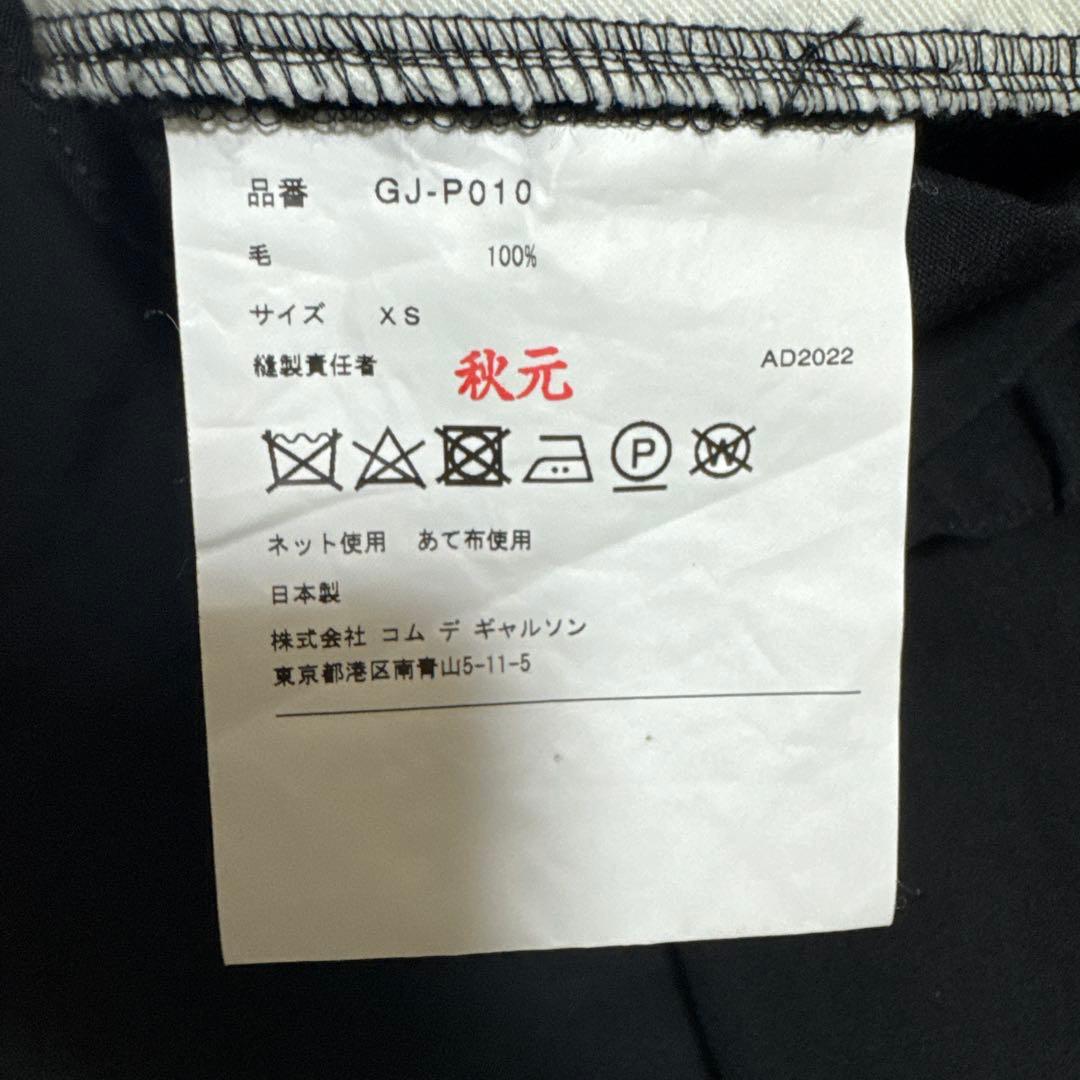 品番 GJ-P010
毛 100%
サイズ XS
縫製責任者 秋元 AD2022
P W
ネット使用 あて布使用
日本製
株式会社 コム デ ギャルソン
東京都港区南青山5-11-5